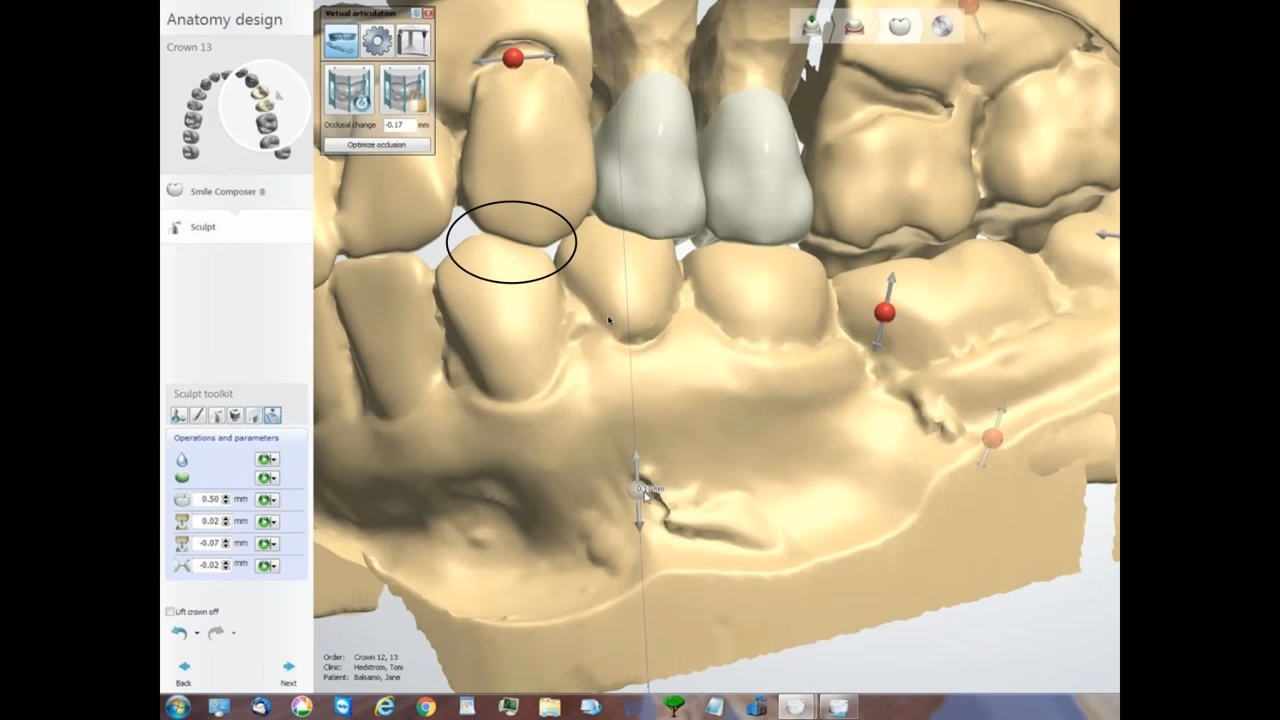 Anatomy design
Crown 13
Smile Composer ®
Sculpt
Sculpt toolkit
Operations and parameters
0.50 mm
0.02 mm
-0.07 mm
-0.02 mm
Lift crown off
Back
Next
Virtual articulation
Occlusal change -0.17 mm
Optimize occlusion
Order: Crown 12, 13
Clinic: Hedstrom, Tom
Patient: Balsamo, Jane